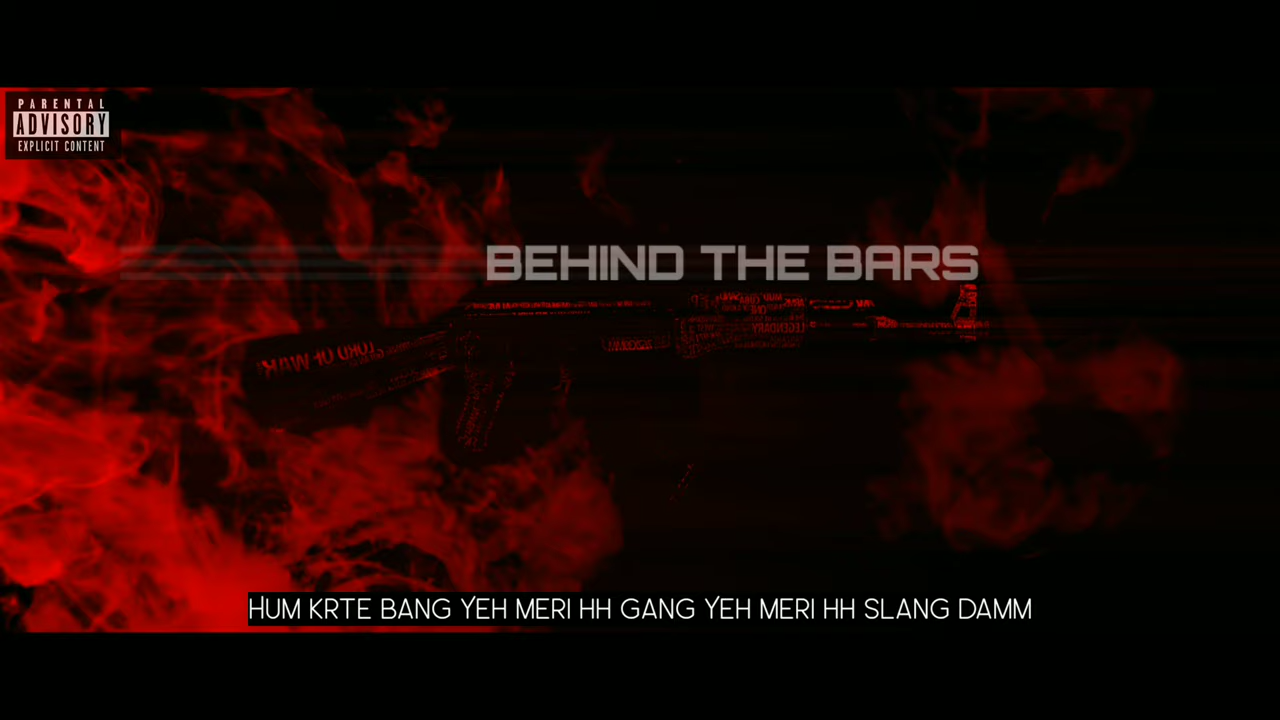 PARENTAL
ADVISORY
EXPLICIT CONTENT
BEHIND THE BARS
LEGENDARY
HUM KRTE BANG YEH MERI HH GANG YEH MERI HH SLANG DAMM